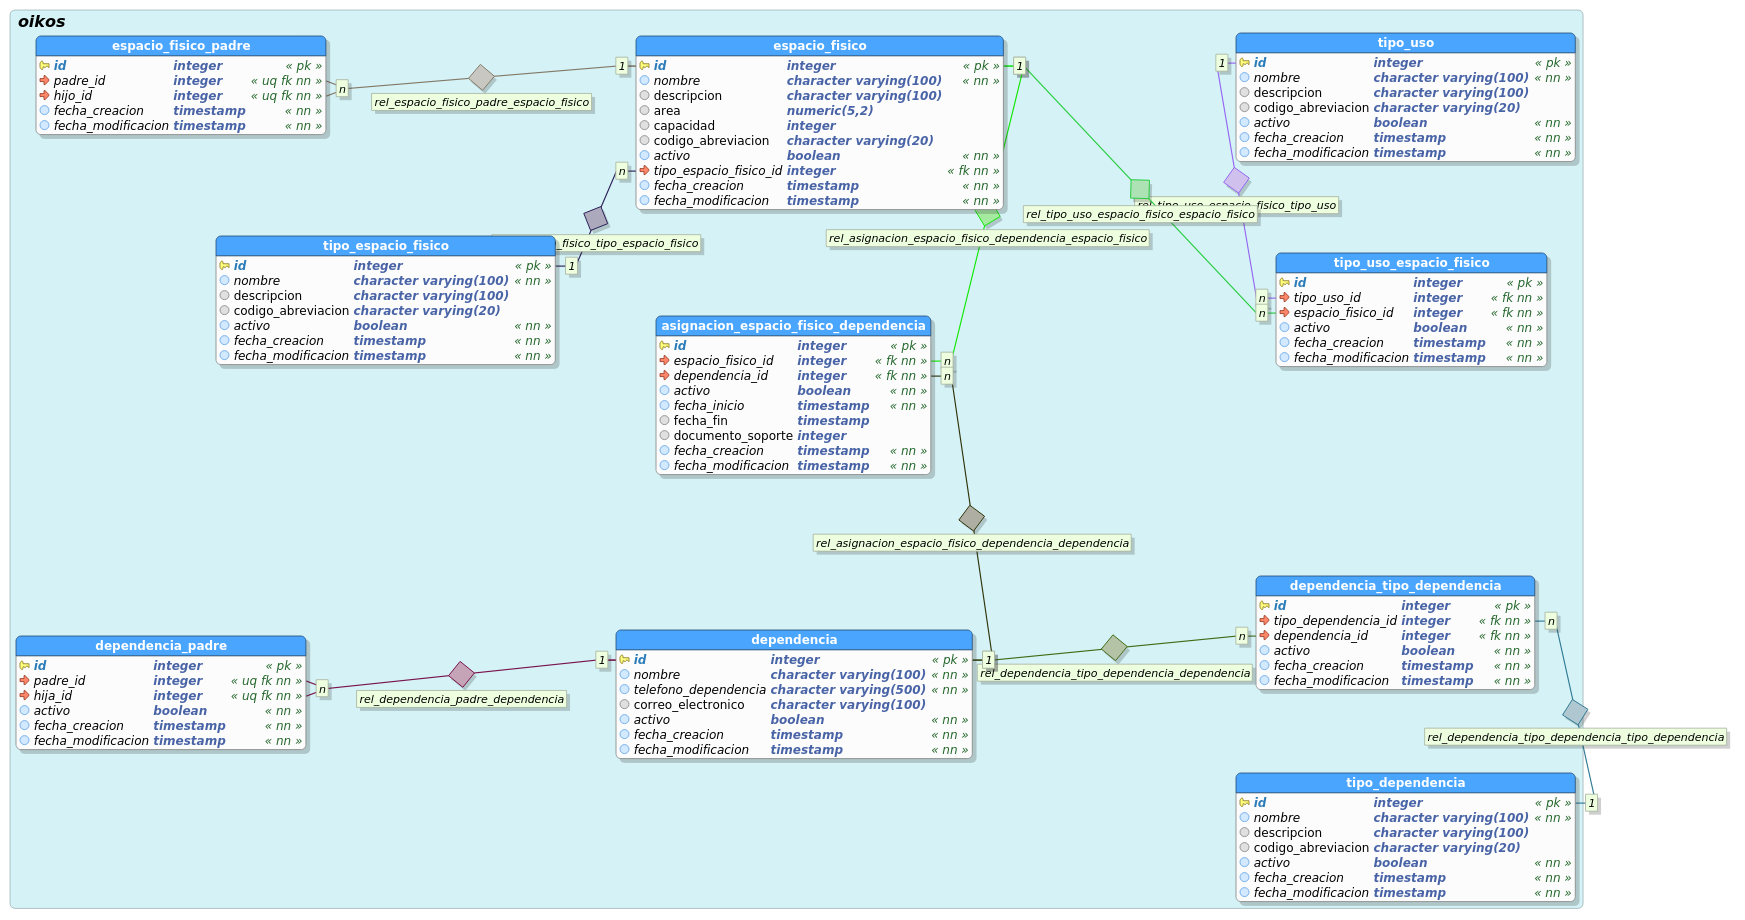 oikos
espacio_fisico_padre
id integer « pk »
padre_id integer « uq fk nn »
hijo_id integer « uq fk nn »
fecha_creacion timestamp « nn »
fecha_modificacion timestamp « nn »
n
rel_espacio_fisico_padre_espacio_fisico
1
espacio_fisico
id integer « pk »
nombre character varying(100) « nn »
descripcion character varying(100)
area numeric(5,2)
capacidad integer
codigo_abreviacion character varying(20)
activo boolean « nn »
tipo_espacio_fisico_id integer « fk nn »
fecha_creacion timestamp « nn »
fecha_modificacion timestamp « nn »
1
n
tipo_uso
id integer « pk »
nombre character varying(100) « nn »
descripcion character varying(100)
codigo_abreviacion character varying(20)
activo boolean « nn »
fecha_creacion timestamp « nn »
fecha_modificacion timestamp « nn »
1
rel_tipo_uso_espacio_fisico_tipo_uso
rel_tipo_uso_espacio_fisico_espacio_fisico
rel_asignacion_espacio_fisico_dependencia_espacio_fisico
_fisico_tipo_espacio_fisico
tipo_espacio_fisico
id integer « pk »
nombre character varying(100) « nn »
descripcion character varying(100)
codigo_abreviacion character varying(20)
activo boolean « nn »
fecha_creacion timestamp « nn »
fecha_modificacion timestamp « nn »
1
tipo_uso_espacio_fisico
id integer « pk »
tipo_uso_id integer « fk nn »
espacio_fisico_id integer « fk nn »
activo boolean « nn »
fecha_creacion timestamp « nn »
fecha_modificacion timestamp « nn »
n
n
asignacion_espacio_fisico_dependencia
id integer « pk »
espacio_fisico_id integer « fk nn »
dependencia_id integer « fk nn »
activo boolean « nn »
fecha_inicio timestamp « nn »
fecha_fin timestamp
documento_soporte integer
fecha_creacion timestamp « nn »
fecha_modificacion timestamp « nn »
n
n
rel_asignacion_espacio_fisico_dependencia_dependencia
dependencia_padre
id integer « pk »
padre_id integer « uq fk nn »
hija_id integer « uq fk nn »
activo boolean « nn »
fecha_creacion timestamp « nn »
fecha_modificacion timestamp « nn »
n
rel_dependencia_padre_dependencia
1
dependencia
id integer « pk »
nombre character varying(100) « nn »
telefono_dependencia character varying(500) « nn »
correo_electronico character varying(100)
activo boolean « nn »
fecha_creacion timestamp « nn »
fecha_modificacion timestamp « nn »
1
rel_dependencia_tipo_dependencia_dependencia
n
dependencia_tipo_dependencia
id integer « pk »
tipo_dependencia_id integer « fk nn »
dependencia_id integer « fk nn »
activo boolean « nn »
fecha_creacion timestamp « nn »
fecha_modificacion timestamp « nn »
n
rel_dependencia_tipo_dependencia_tipo_dependencia
tipo_dependencia
id integer « pk »
nombre character varying(100) « nn »
descripcion character varying(100)
codigo_abreviacion character varying(20)
activo boolean « nn »
fecha_creacion timestamp « nn »
fecha_modificacion timestamp « nn »
1